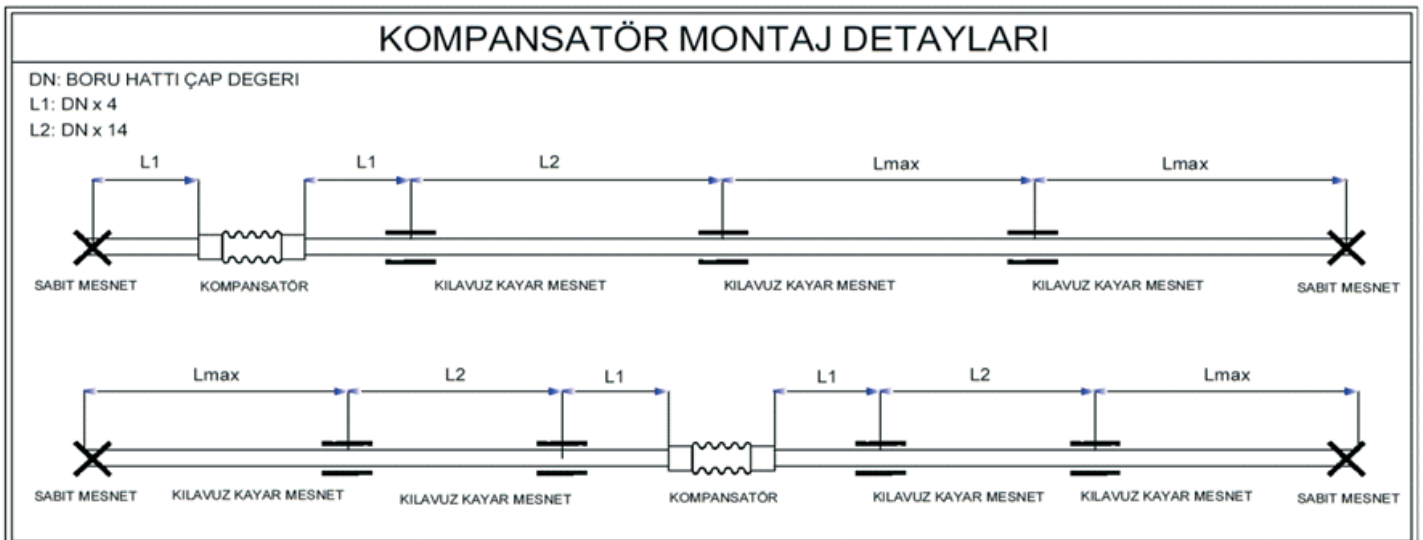 KOMPANSATÖR MONTAJ DETAYLARI
DN: BORU HATTI ÇAP DEGERI
L1: DN x 4
L2: DN x 14
L1 L1 L2 Lmax Lmax
SABIT MESNET KOMPANSATÖR KILAVUZ KAYAR MESNET KILAVUZ KAYAR MESNET KILAVUZ KAYAR MESNET SABIT MESNET
Lmax L2 L1 L1 L2 Lmax
SABIT MESNET KILAVUZ KAYAR MESNET KILAVUZ KAYAR MESNET KOMPANSATÖR KILAVUZ KAYAR MESNET KILAVUZ KAYAR MESNET SABIT MESNET